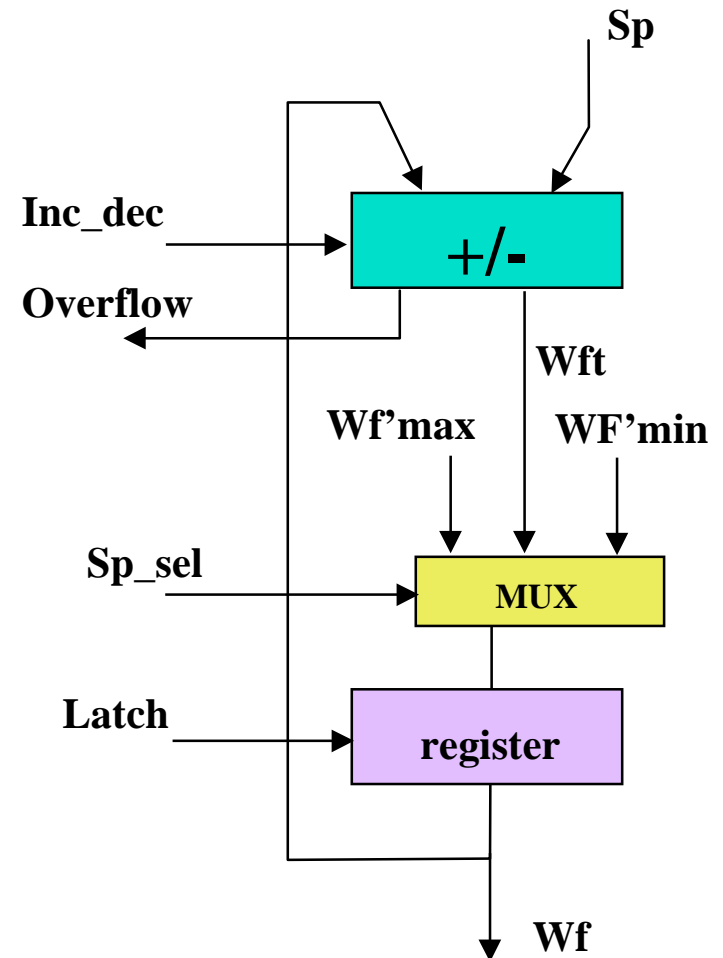 Sp
Inc_dec
+/-
Overflow
Wft
Wf’max
WF’min
Sp_sel
MUX
Latch
register
Wf